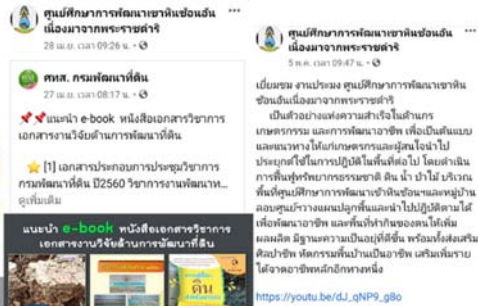 ศูนย์ศึกษาการพัฒนาเขาหินซ้อนอัน
เนื่องมาจากพระราชดำริ
28 เม.ย. เวลา 09:26 น.
ศทส. กรมพัฒนาที่ดิน
27 เม.ย. เวลา 08:17 น.
📌📌แนะนำ e-book หนังสือเอกสารวิชาการ
เอกสารงานวิจัยด้านการพัฒนาที่ดิน
⭐ [1] เอกสารประกอบการประชุมวิชาการ
กรมพัฒนาที่ดิน ปี2560 วิชาการงานพัฒนาท...
ดูเพิ่มเติม
แนะนำ e-book หนังสือเอกสารวิชาการ
เอกสารงานวิจัยด้านการพัฒนาที่ดิน
ดิน
ศูนย์ศึกษาการพัฒนาเขาหินซ้อนอัน
เนื่องมาจากพระราชดำริ
5 พ.ค. เวลา 09:47 น.
เยี่ยมชม งานประมง ศูนย์ศึกษาการพัฒนาเขาหิน
ซ้อนอันเนื่องมาจากพระราชดำริ
เป็นตัวอย่างแห่งความสำเร็จในด้านกร
เกษตรกรรม และการพัฒนาอาชีพ เพื่อเป็นต้นแบบ
และแนวทางให้แก่เกษตรกรและผู้สนใจนำไป
ประยุกต์ใช้ในการปฏิบัติในพื้นที่ต่อไป โดยดำเนิน
การฟื้นฟูทรัพยากรธรรมชาติ ดิน น้ำ ป่าไม้ บริเวณ
พื้นที่ศูนย์ศึกษาการพัฒนาเข้าหินซ้อนฯและหมู่บ้าน
ลอบศูนย์รวางแผนปลูกพืชและนำไปปฏิบัติตามได้
เพื่อพัฒนาอาชีพ และพื้นที่ทำกินของตนให้เพิ่ม
ผลผลิต มีฐานะความเป็นอยู่ที่ดีขึ้น พร้อมทั้งส่งเสริม
ศิลปาชีพ หัตถกรรมพื้นบ้านเป็นอาชีพ เสริมเพิ่มราย
ได้จาดอาชีพหลักอีกทางหนึ่ง
https://youtu.be/dJ_qNP9_g8o